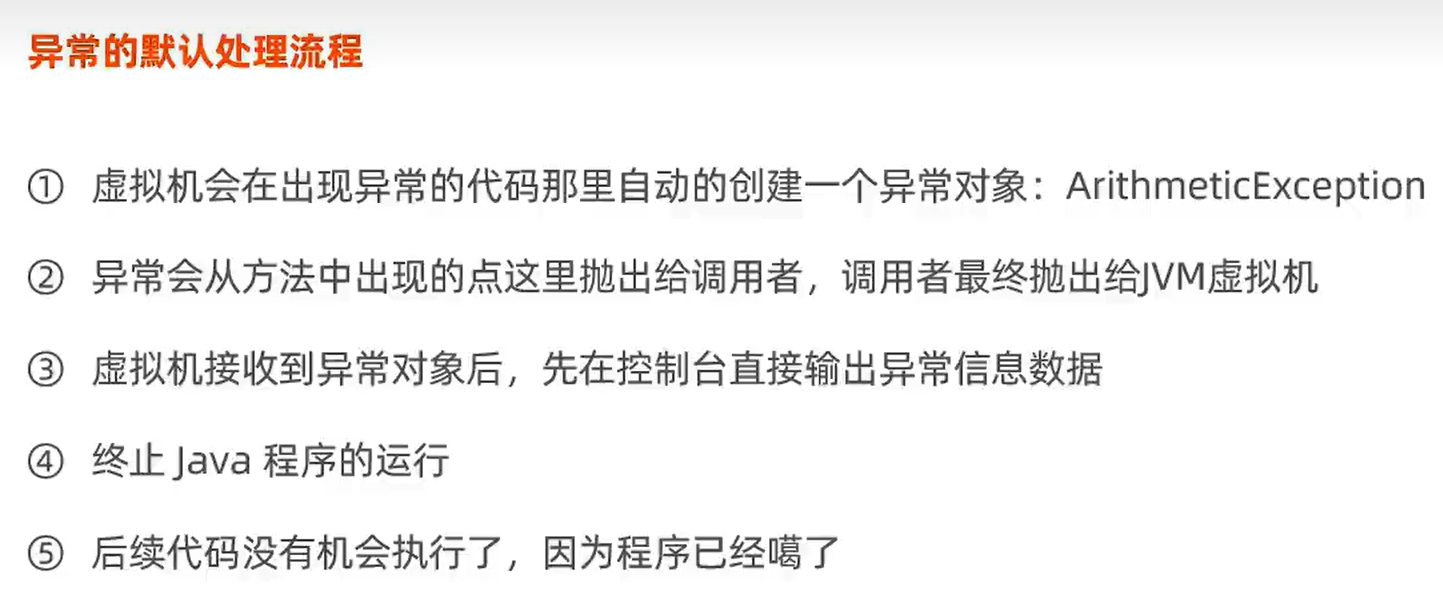 异常的默认处理流程
① 虚拟机会在出现异常的代码那里自动的创建一个异常对象：ArithmeticException
② 异常会从方法中出现的点这里抛出给调用者，调用者最终抛出给JVM虚拟机
③ 虚拟机接收到异常对象后，先在控制台直接输出异常信息数据
④ 终止 Java 程序的运行
⑤ 后续代码没有机会执行了，因为程序已经噶了